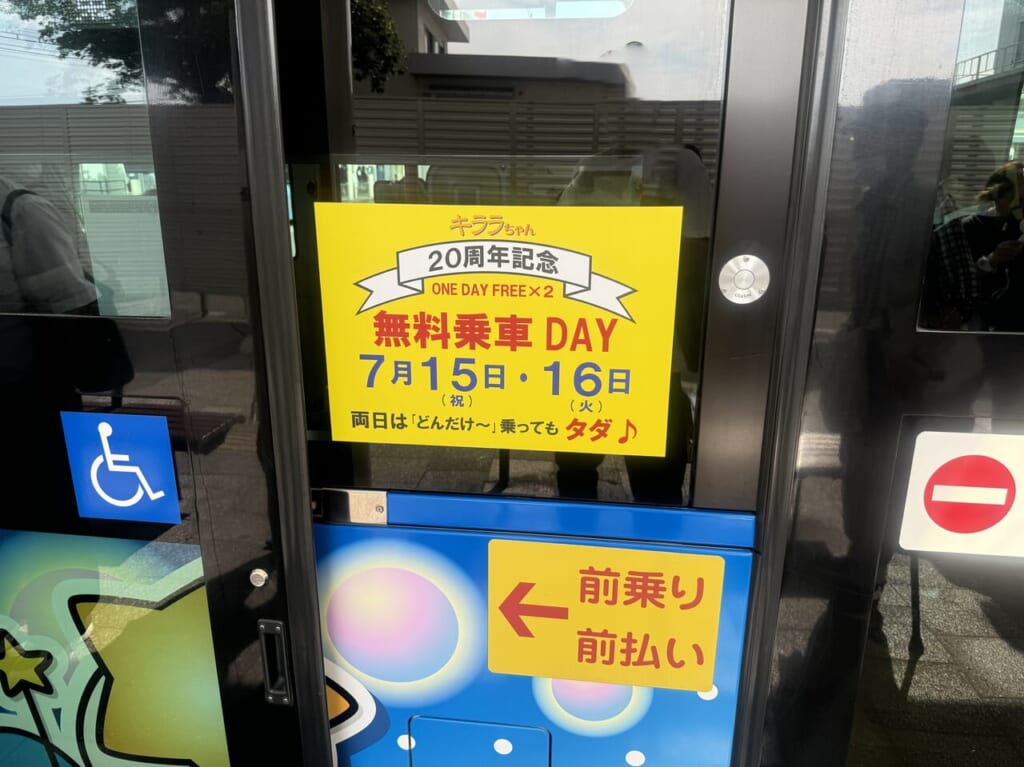 キララちゃん
20周年記念
ONE DAY FREE×2
無料乗車 DAY
7月15日・16日
(祝) (火)
両日は「どんだけ～」乗っても タダ♪
前乗り
前払い